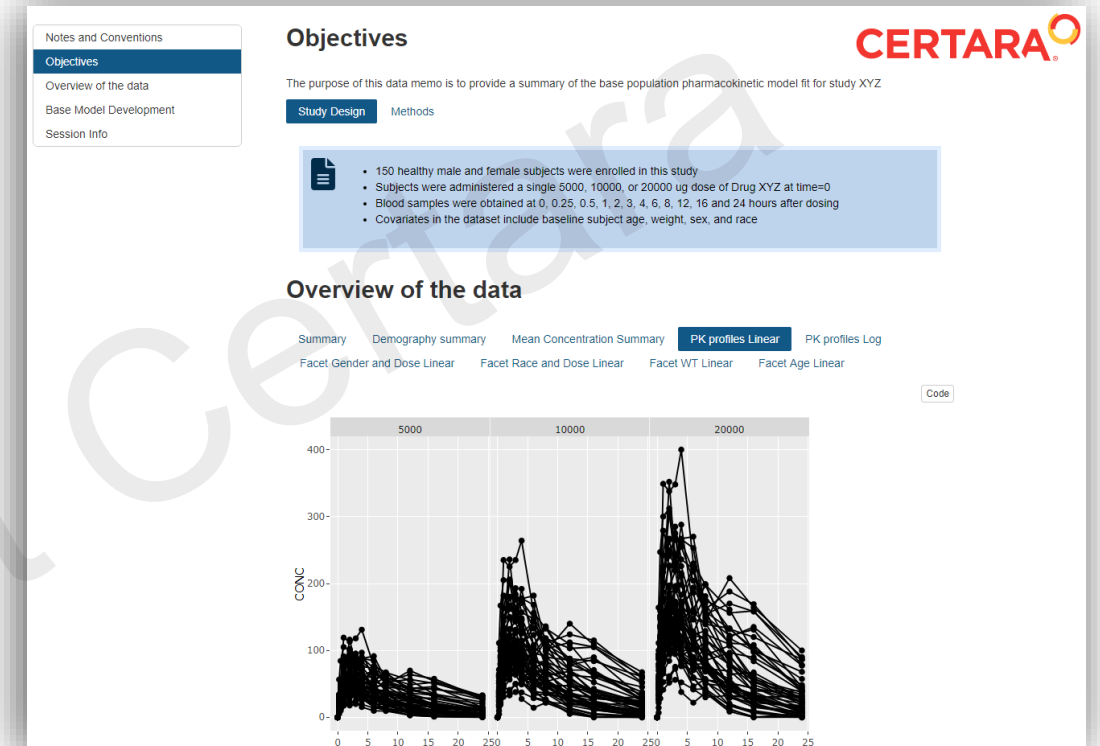 Notes and Conventions
Objectives
Overview of the data
Base Model Development
Session Info
CERTARA
Objectives
The purpose of this data memo is to provide a summary of the base population pharmacokinetic model fit for study XYZ
Study Design Methods
• 150 healthy male and female subjects were enrolled in this study
• Subjects were administered a single 5000, 10000, or 20000 ug dose of Drug XYZ at time=0
• Blood samples were obtained at 0, 0.25, 0.5, 1, 2, 3, 4, 6, 8, 12, 16 and 24 hours after dosing
• Covariates in the dataset include baseline subject age, weight, sex, and race
Overview of the data
Summary Demography summary Mean Concentration Summary PK profiles Linear PK profiles Log
Facet Gender and Dose Linear Facet Race and Dose Linear Facet WT Linear Facet Age Linear
Code
5000 10000 20000
400
300
200
100
0
CONC
0 5 10 15 20 250 5 10 15 20 250 5 10 15 20 25
Certara